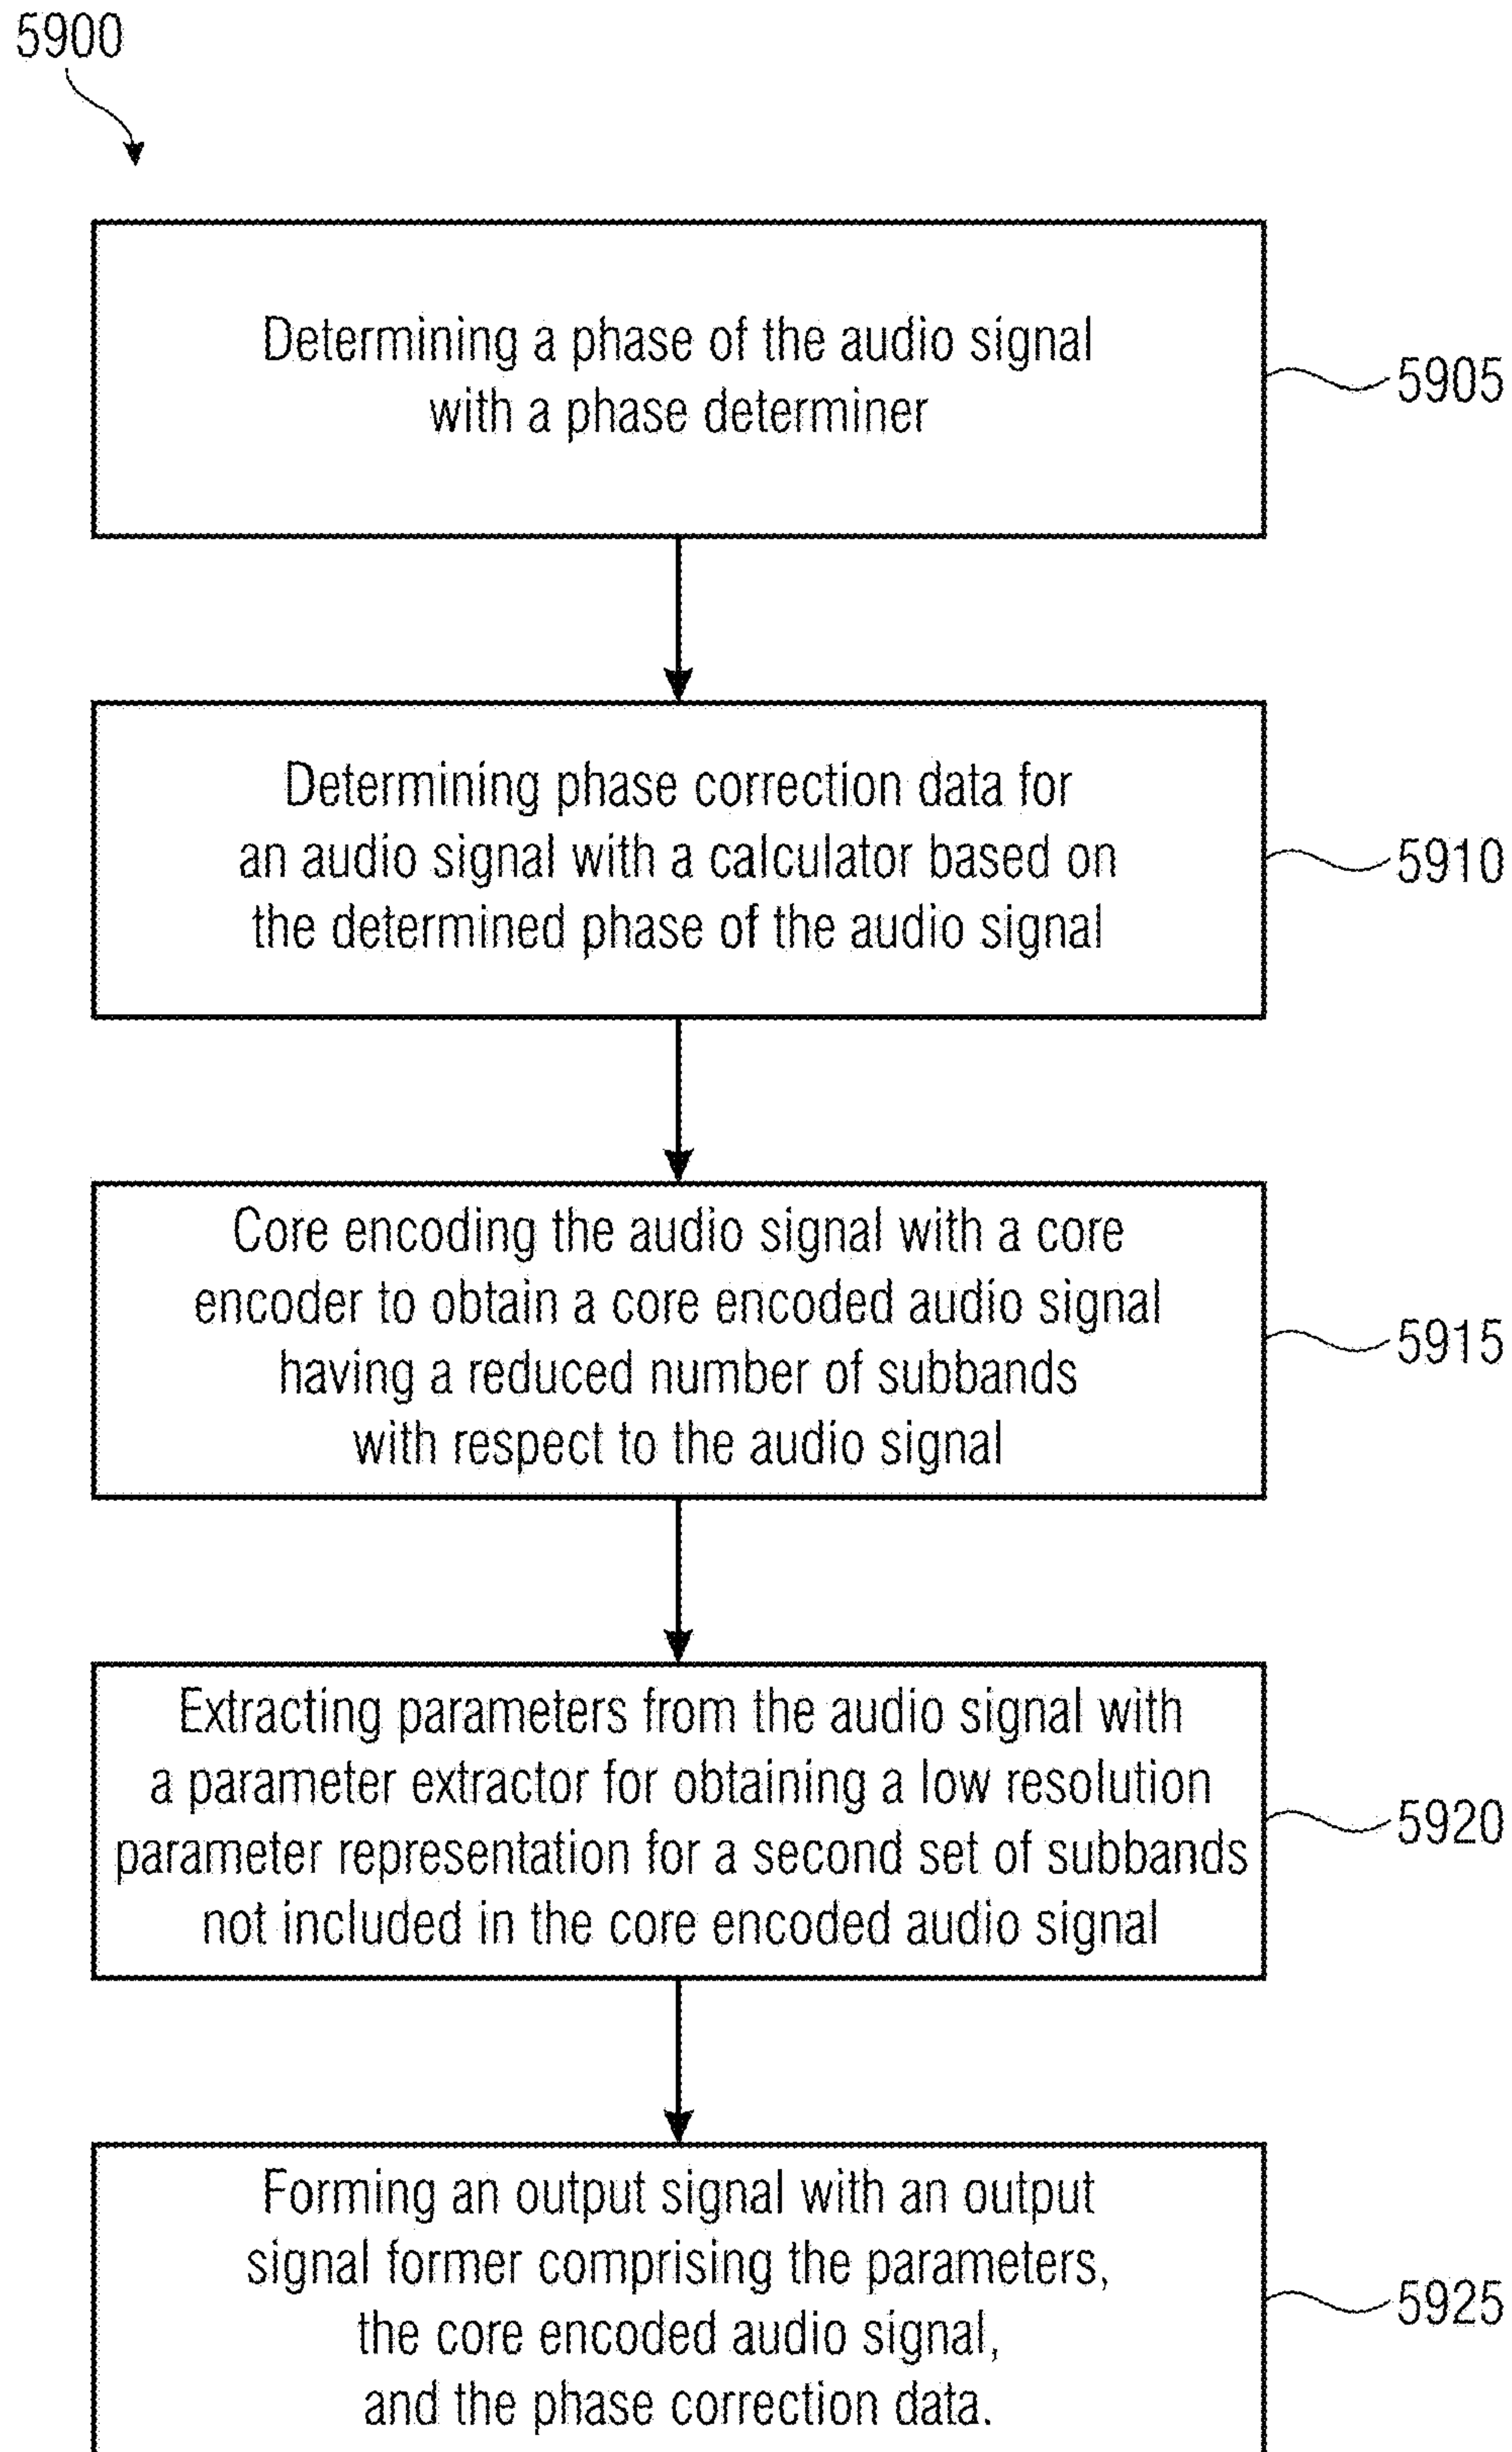 5900
Determining a phase of the audio signal
with a phase determiner
5905
Determining phase correction data for
an audio signal with a calculator based on
the determined phase of the audio signal
5910
Core encoding the audio signal with a core
encoder to obtain a core encoded audio signal
having a reduced number of subbands
with respect to the audio signal
5915
Extracting parameters from the audio signal with
a parameter extractor for obtaining a low resolution
parameter representation for a second set of subbands
not included in the core encoded audio signal
5920
Forming an output signal with an output
signal former comprising the parameters,
the core encoded audio signal,
and the phase correction data.
5925